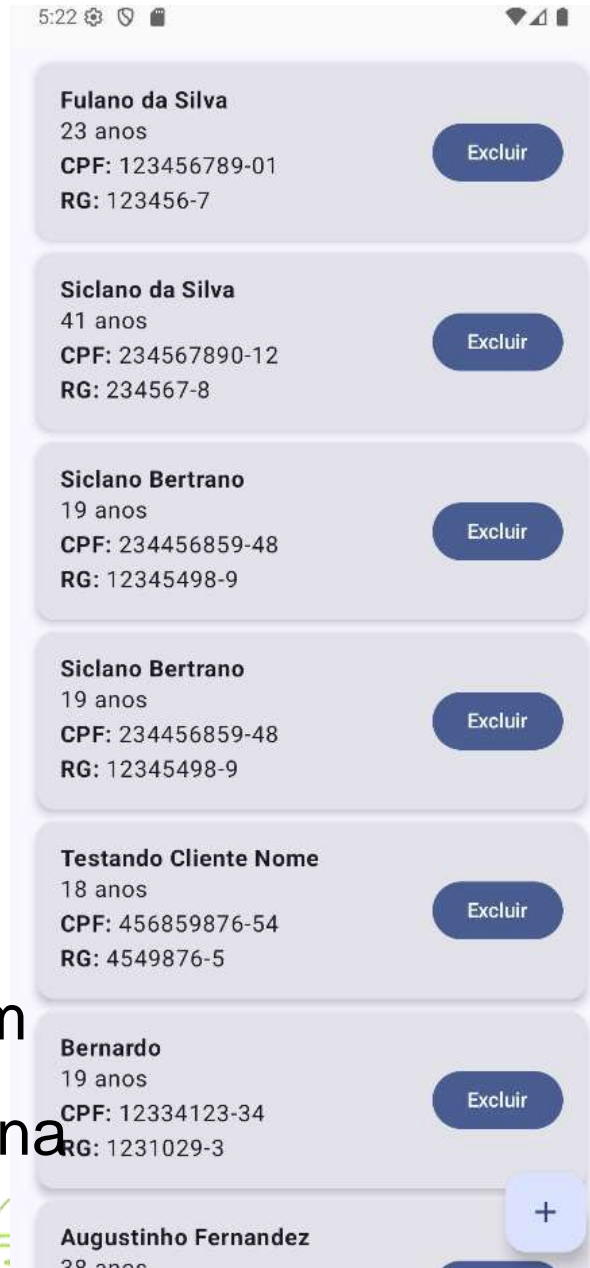 5:22
Fulano da Silva
23 anos
CPF: 123456789-01
RG: 123456-7
Excluir
Siclano da Silva
41 anos
CPF: 234567890-12
RG: 234567-8
Excluir
Siclano Bertrano
19 anos
CPF: 234456859-48
RG: 12345498-9
Excluir
Siclano Bertrano
19 anos
CPF: 234456859-48
RG: 12345498-9
Excluir
Testando Cliente Nome
18 anos
CPF: 456859876-54
RG: 4549876-5
Excluir
m
Bernardo
19 anos
CPF: 12334123-34
na
RG: 1231029-3
Excluir
+
Augustinho Fernandez
38 anos